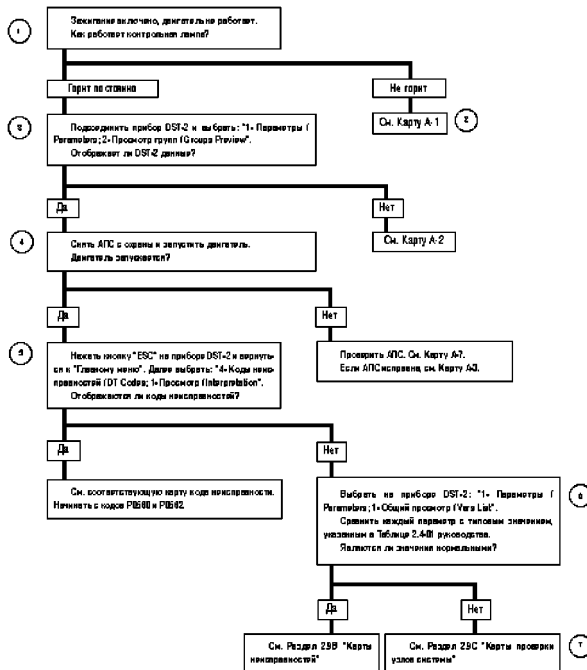 1
Зажигание включено, двигатель не работает.
Как работает контрольная лампа?
Горит постоянно
Не горит
3
Подсоединить прибор DST-2 и выбрать: "1- Параметры /
Parameters; 2- Просмотр групп / Groups Preview".
Отображает ли DST-2 данные?
См. Карту А-1
2
Да
Нет
4
Снять АПС с охраны и запустить двигатель.
Двигатель запускается?
См. Карту А-2
Да
Нет
5
Нажать кнопку "ESC" на приборе DST-2 и вернуть-
ся к "Главному меню". Далее выбрать: "4- Коды неис-
правностей / DT Codes; 1- Просмотр / Interpretation".
Отображаются ли коды неисправностей?
Проверить АПС. См. Карту А-7.
Если АПС исправна, см. Карту А-3.
Да
Нет
См. соответствующую карту кода неисправности.
Начинать с кодов Р0560 и Р0562.
Выбрать на приборе DST-2: "1- Параметры /
Parameters; 1- Общий просмотр / Vars List".
Сравнить каждый параметр с типовым значением,
указанным в Таблице 2.4-01 руководства.
Являются ли значения нормальными?
6
Да
Нет
См. Раздел 2.9В "Карты
неисправностей"
См. Раздел 2.9С "Карты проверки
узлов системы"
7